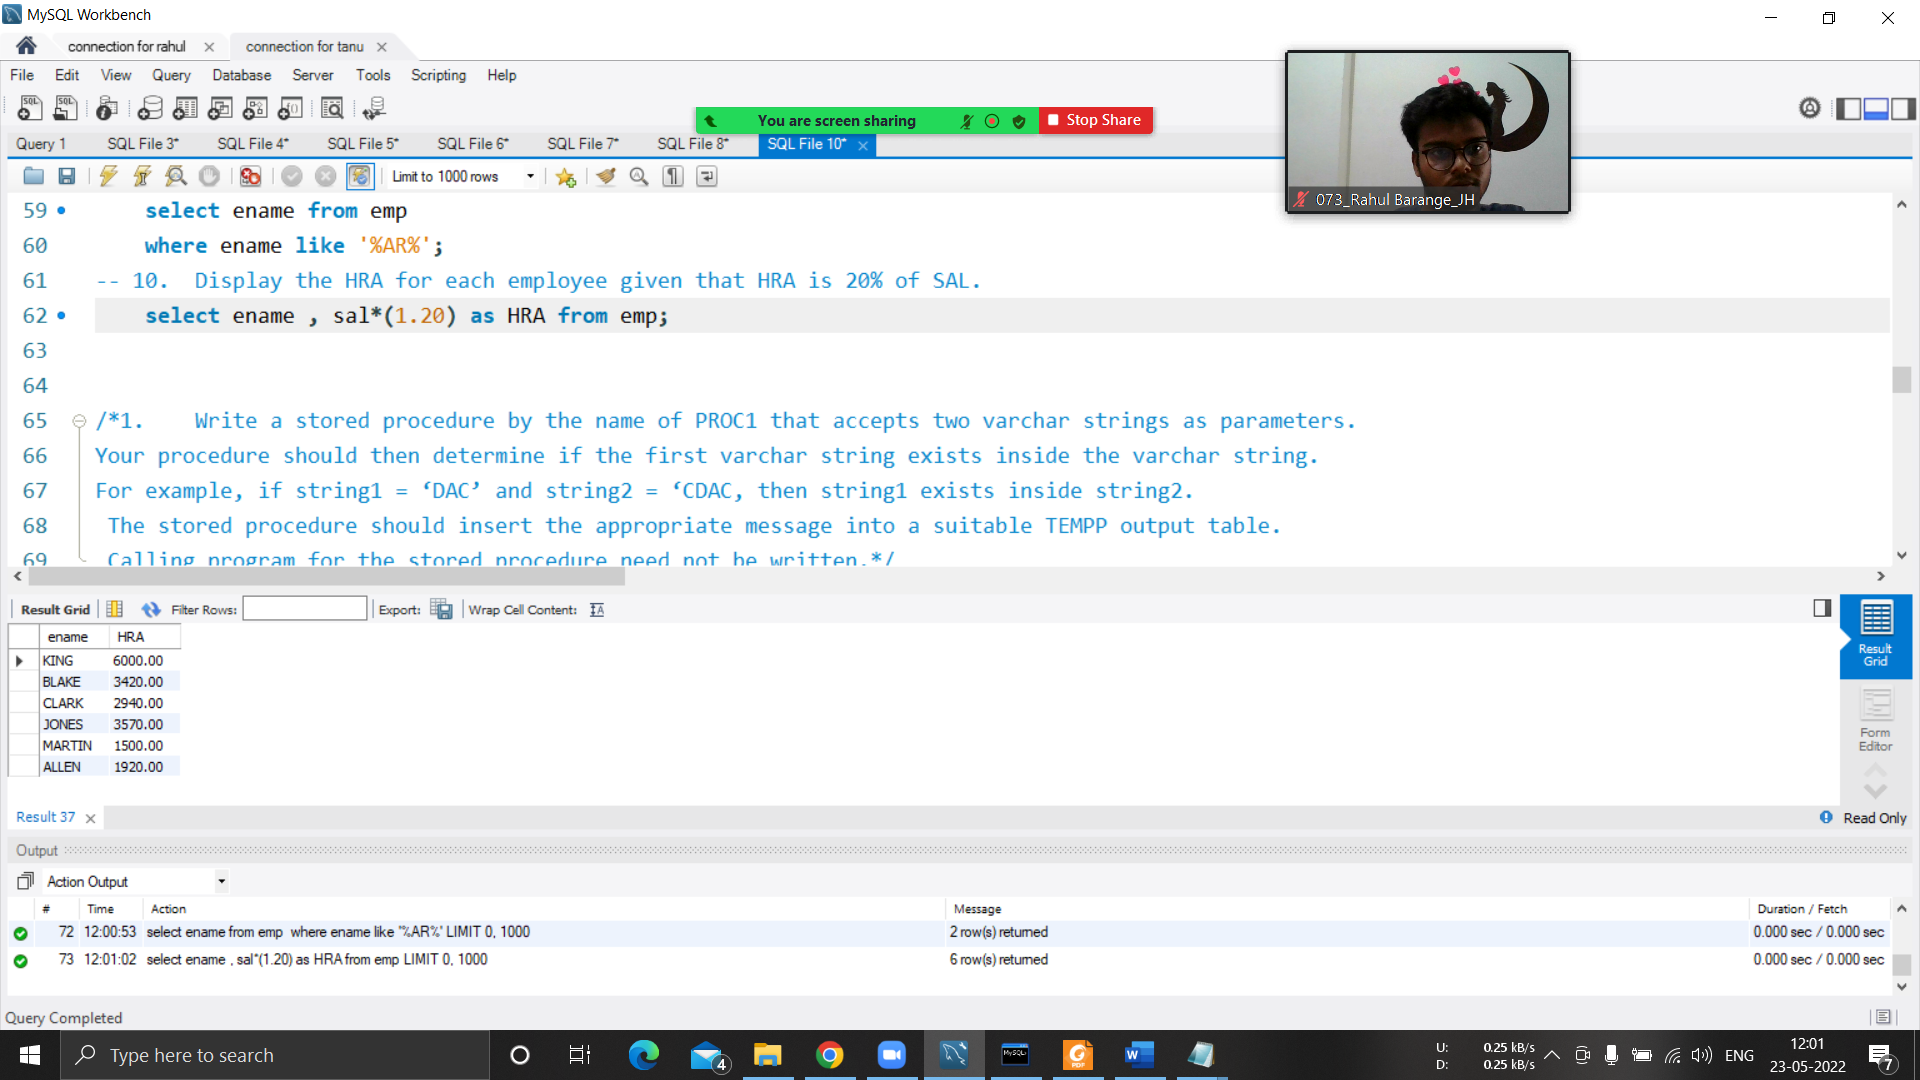 MySQL Workbench
connection for rahul
connection for tanu
File Edit View Query Database Server Tools Scripting Help
You are screen sharing
Stop Share
Query 1 SQL File 3* SQL File 4* SQL File 5* SQL File 6* SQL File 7* SQL File 8* SQL File 10*
Limit to 1000 rows
073_Rahul Barange_JH
59 select ename from emp
60 where ename like '%AR%';
61 -- 10. Display the HRA for each employee given that HRA is 20% of SAL.
62 select ename , sal*(1.20) as HRA from emp;
63
64
65 /*1. Write a stored procedure by the name of PROC1 that accepts two varchar strings as parameters.
66 Your procedure should then determine if the first varchar string exists inside the varchar string.
67 For example, if string1 = ‘DAC’ and string2 = ‘CDAC, then string1 exists inside string2.
68 The stored procedure should insert the appropriate message into a suitable TEMPP output table.
69 Calling program for the stored procedure need not be written.*/
Result Grid Filter Rows: Export: Wrap Cell Content:
ename HRA
KING 6000.00
BLAKE 3420.00
CLARK 2940.00
JONES 3570.00
MARTIN 1500.00
ALLEN 1920.00
Result Grid
Form Editor
Result 37
Read Only
Output
Action Output
# Time Action Message Duration / Fetch
72 12:00:53 select ename from emp where ename like '%AR%' LIMIT 0, 1000 2 row(s) returned 0.000 sec / 0.000 sec
73 12:01:02 select ename , sal*(1.20) as HRA from emp LIMIT 0, 1000 6 row(s) returned 0.000 sec / 0.000 sec
Query Completed
Type here to search
4
U: 0.25 kB/s
D: 0.25 kB/s
ENG
12:01
23-05-2022
7